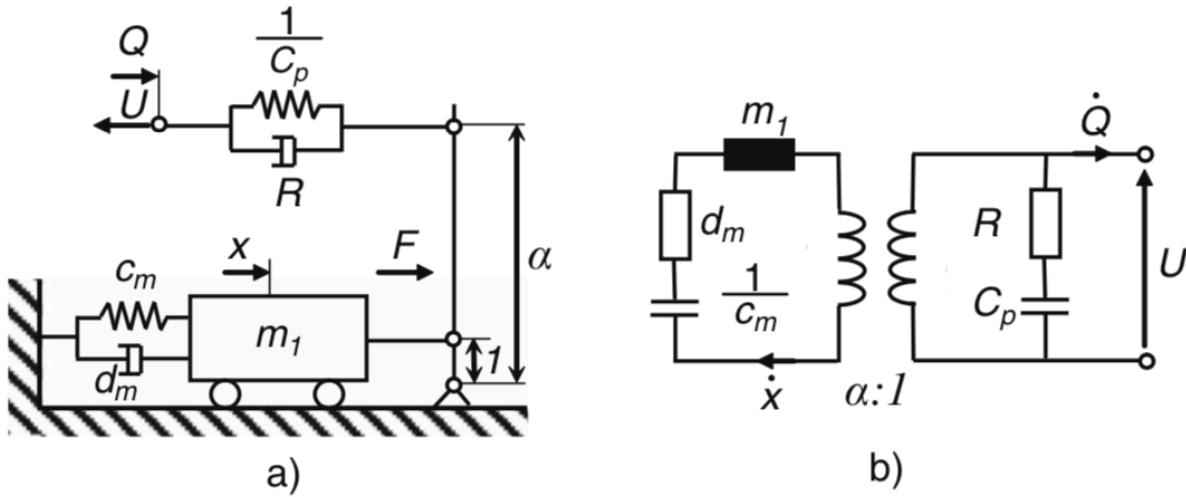 Q
1
C_p
U
R
α
x
F
c_m
m_1
1
d_m
a)
m_1
Q̇
d_m
R
1
c_m
C_p
U
ẋ
α:1
b)